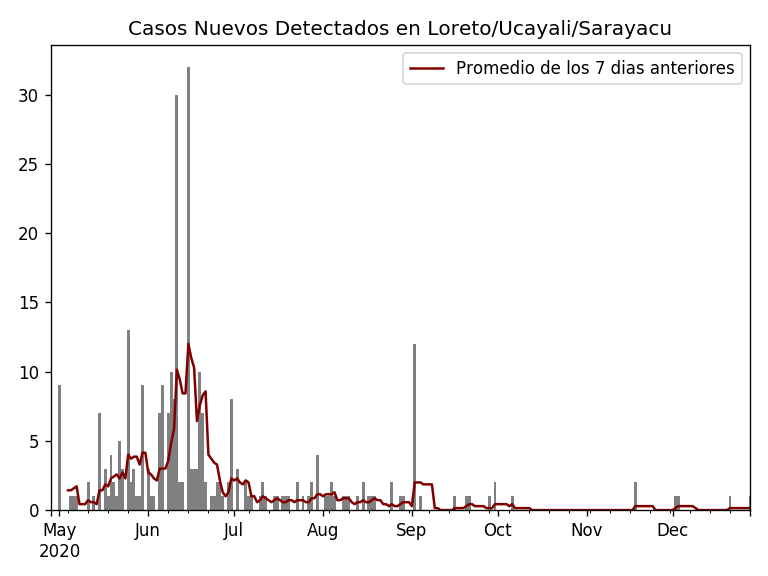 Casos Nuevos Detectados en Loreto/Ucayali/Sarayacu
Promedio de los 7 dias anteriores
30
25
20
15
10
5
0
May Jun Jul Aug Sep Oct Nov Dec
2020